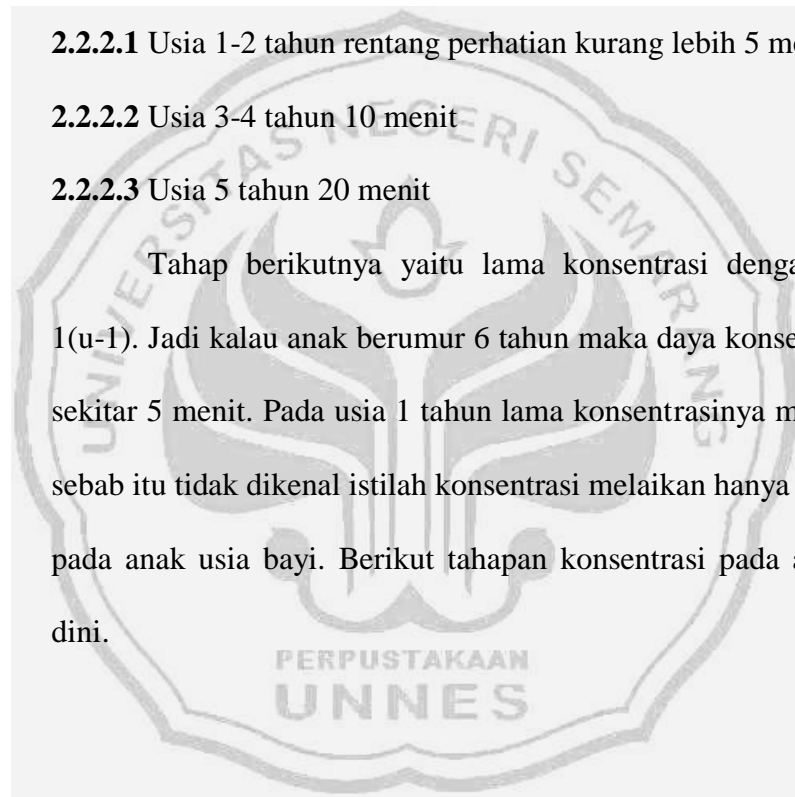 2.2.2.1 Usia 1-2 tahun rentang perhatian kurang lebih 5
2.2.2.2 Usia 3-4 tahun 10 menit
2.2.2.3 Usia 5 tahun 20 menit
Tahap berikutnya yaitu lama konsentrasi
1(u-1). Jadi kalau anak berumur 6 tahun maka daya
sekitar 5 menit. Pada usia 1 tahun lama konsentrasinya
sebab itu tidak dikenal istilah konsentrasi melaikan hanya
pada anak usia bayi. Berikut tahapan konsentrasi pada
dini.
UNIVERSITAS NEGERI SEMARANG
PERPUSTAKAAN
UNNES